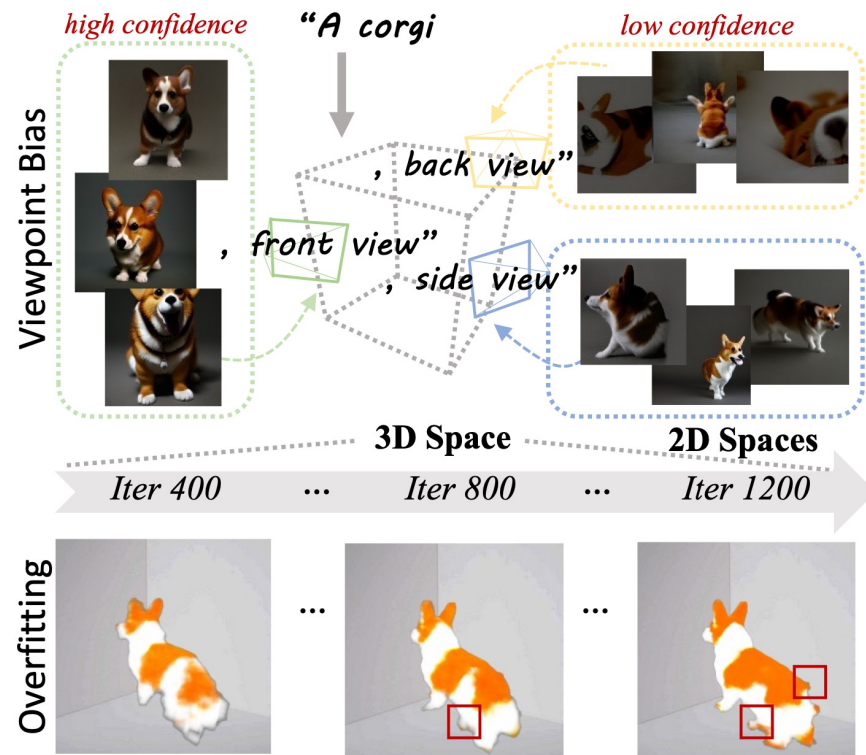 high confidence
“A corgi
low confidence
Viewpoint Bias
, back view”
, front view”
, side view”
3D Space
2D Spaces
Iter 400
...
Iter 800
...
Iter 1200
Overfitting
...
...